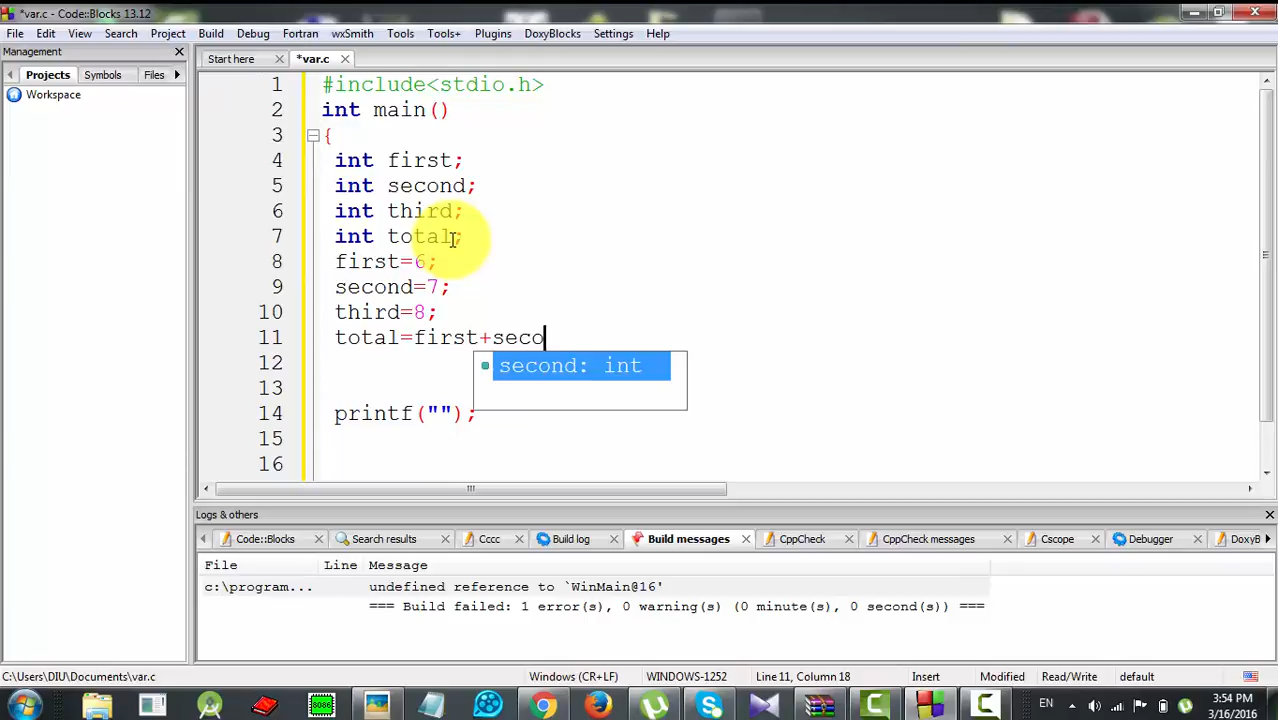 *var.c - Code::Blocks 13.12
File Edit View Search Project Build Debug Fortran wxSmith Tools Tools+ Plugins DoxyBlocks Settings Help
Management
Projects Symbols Files
Workspace
Start here *var.c
1 #include<stdio.h>
2 int main()
3 {
4 int first;
5 int second;
6 int third;
7 int total;
8 first=6;
9 second=7;
10 third=8;
11 total=first+seco
12
second: int
13
14 printf("");
15
16
Logs & others
Code::Blocks Search results Cccc Build log Build messages CppCheck CppCheck messages Cscope Debugger DoxyB
File Line Message
c:\program... undefined reference to `WinMain@16'
=== Build failed: 1 error(s), 0 warning(s) (0 minute(s), 0 second(s)) ===
C:\Users\DIU\Documents\var.c Windows (CR+LF) WINDOWS-1252 Line 11, Column 18 Insert Modified Read/Write default
8086
EN
3:54 PM
3/16/2016